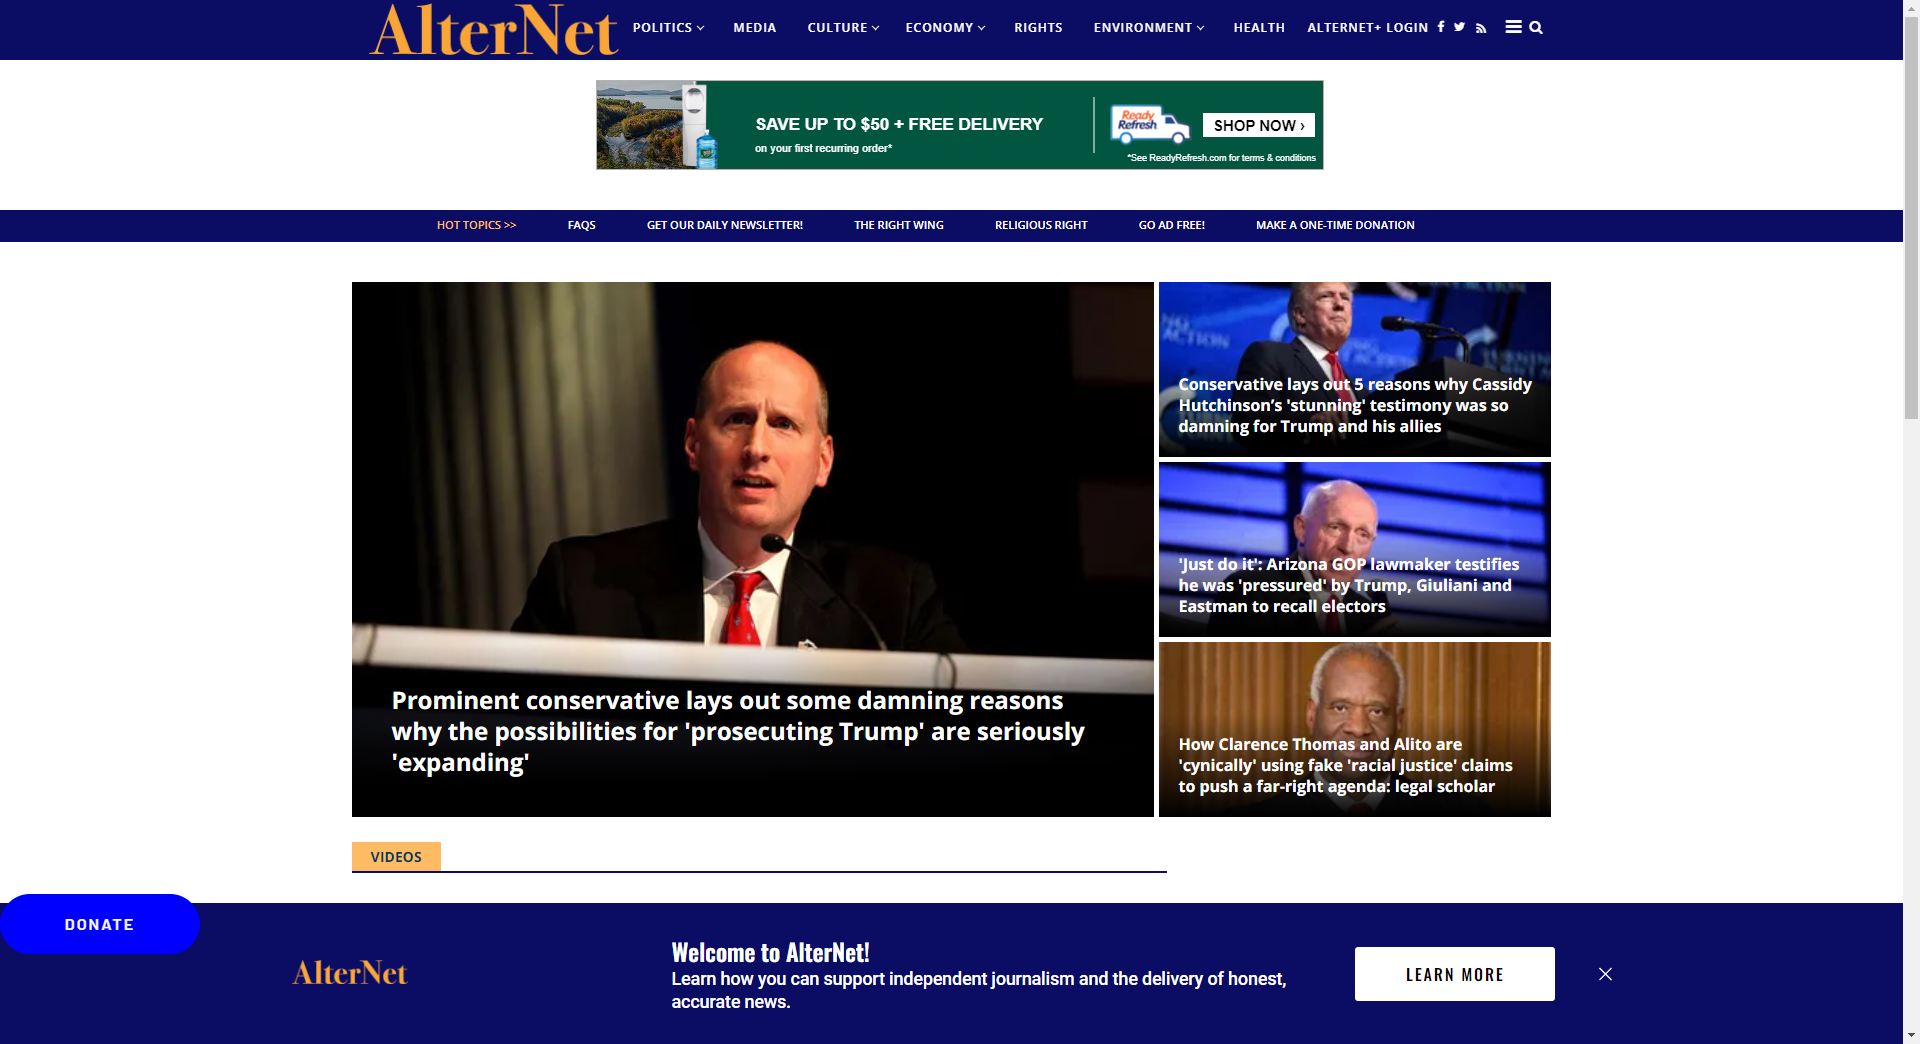 AlterNet
POLITICS
MEDIA
CULTURE
ECONOMY
RIGHTS
ENVIRONMENT
HEALTH
ALTERNET+ LOGIN
SAVE UP TO $50 + FREE DELIVERY
on your first recurring order*
Ready
Refresh
SHOP NOW ›
*See ReadyRefresh.com for terms & conditions
HOT TOPICS >>
FAQS
GET OUR DAILY NEWSLETTER!
THE RIGHT WING
RELIGIOUS RIGHT
GO AD FREE!
MAKE A ONE-TIME DONATION
Prominent conservative lays out some damning reasons
why the possibilities for 'prosecuting Trump' are seriously
'expanding'
Conservative lays out 5 reasons why Cassidy
Hutchinson’s 'stunning' testimony was so
damning for Trump and his allies
'Just do it': Arizona GOP lawmaker testifies
he was 'pressured' by Trump, Giuliani and
Eastman to recall electors
How Clarence Thomas and Alito are
'cynically' using fake 'racial justice' claims
to push a far-right agenda: legal scholar
VIDEOS
DONATE
AlterNet
Welcome to AlterNet!
Learn how you can support independent journalism and the delivery of honest,
accurate news.
LEARN MORE